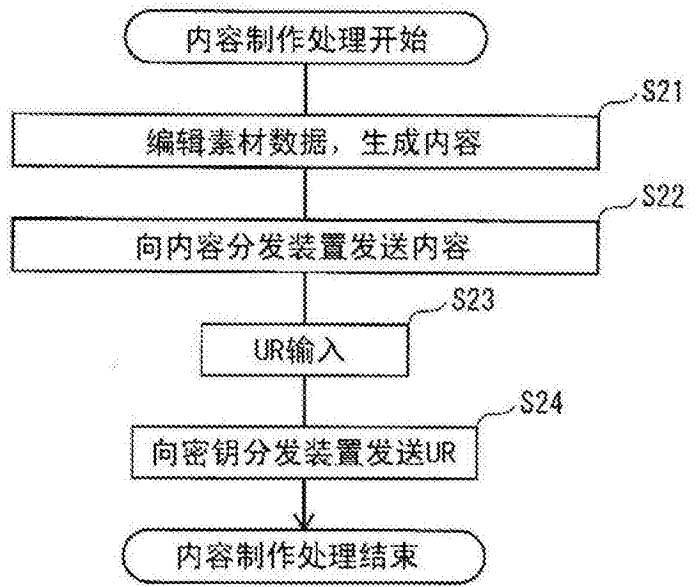 内容制作处理开始
S21
编辑素材数据，生成内容
S22
向内容分发装置发送内容
S23
UR输入
S24
向密钥分发装置发送UR
内容制作处理结束